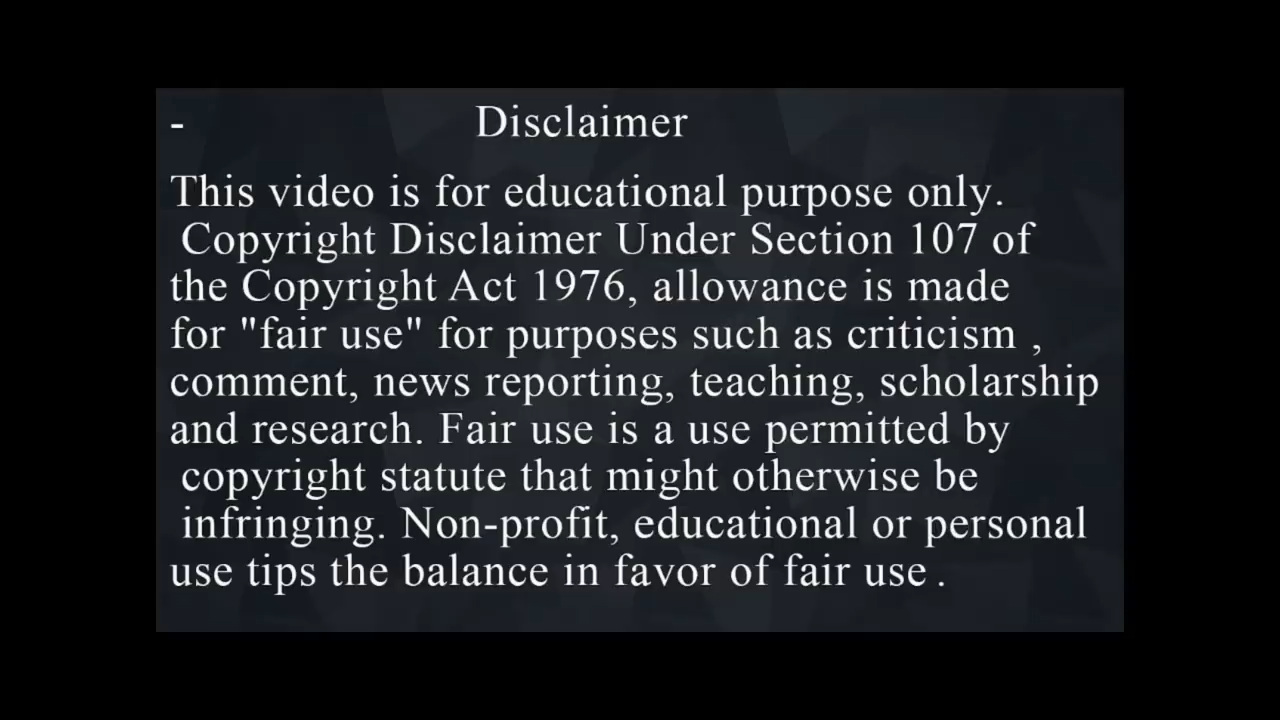 - Disclaimer
This video is for educational purpose only.
Copyright Disclaimer Under Section 107 of
the Copyright Act 1976, allowance is made
for "fair use" for purposes such as criticism ,
comment, news reporting, teaching, scholarship
and research. Fair use is a use permitted by
copyright statute that might otherwise be
infringing. Non-profit, educational or personal
use tips the balance in favor of fair use .